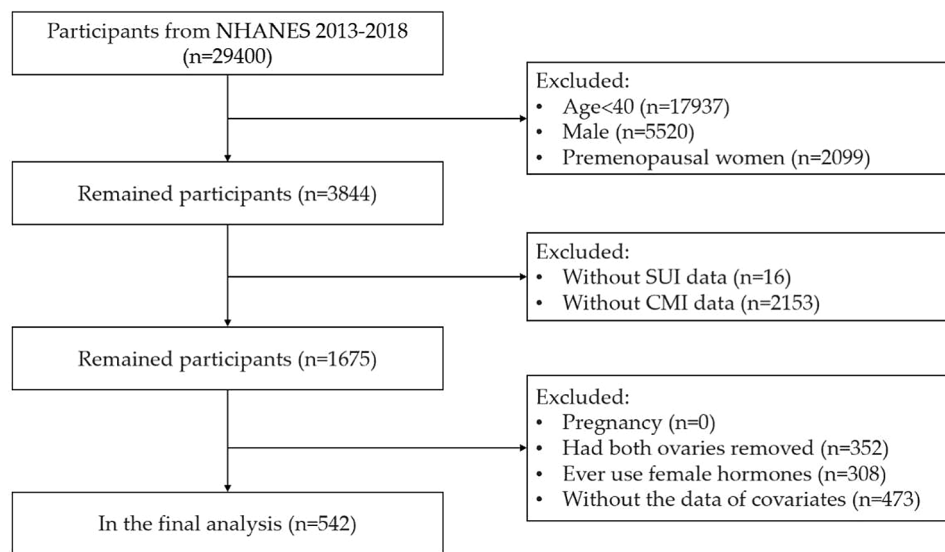 Participants from NHANES 2013-2018
(n=29400)
Excluded:
• Age<40 (n=17937)
• Male (n=5520)
• Premenopausal women (n=2099)
Remained participants (n=3844)
Excluded:
• Without SUI data (n=16)
• Without CMI data (n=2153)
Remained participants (n=1675)
Excluded:
• Pregnancy (n=0)
• Had both ovaries removed (n=352)
• Ever use female hormones (n=308)
• Without the data of covariates (n=473)
In the final analysis (n=542)